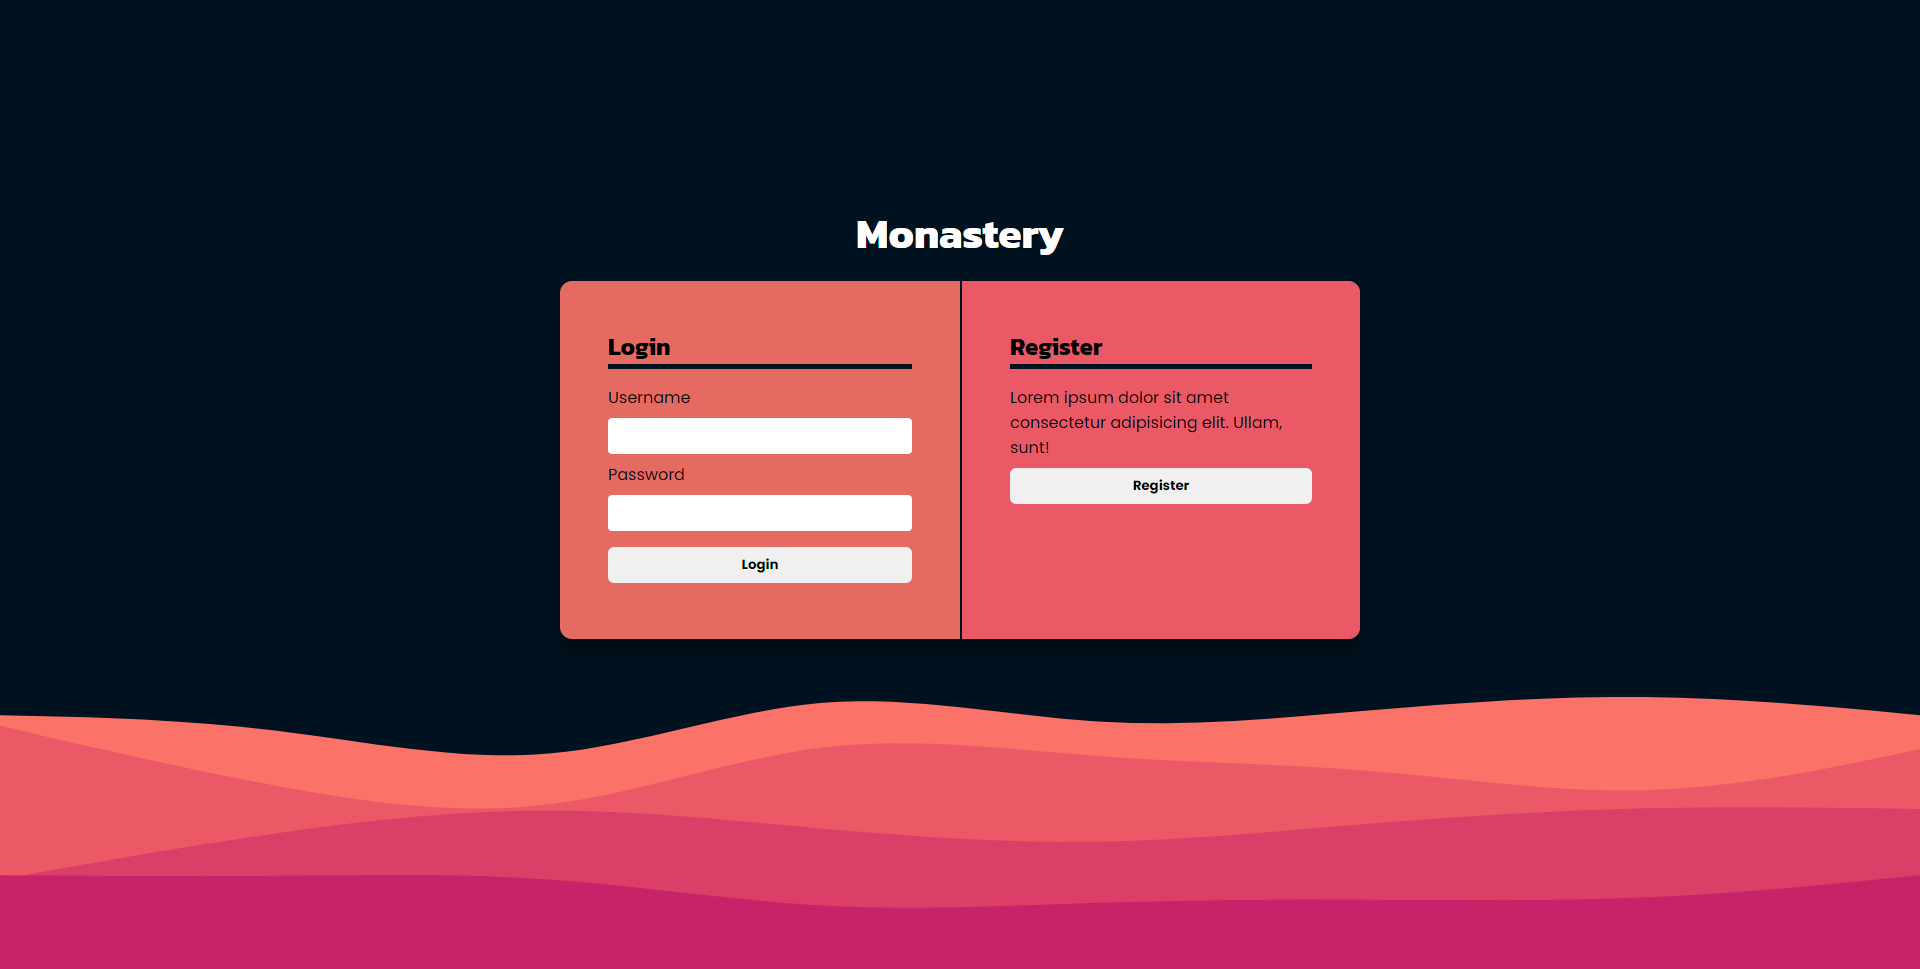 Monastery
Login
Username
Password
Login
Register
Lorem ipsum dolor sit amet
consectetur adipisicing elit. Ullam,
sunt!
Register